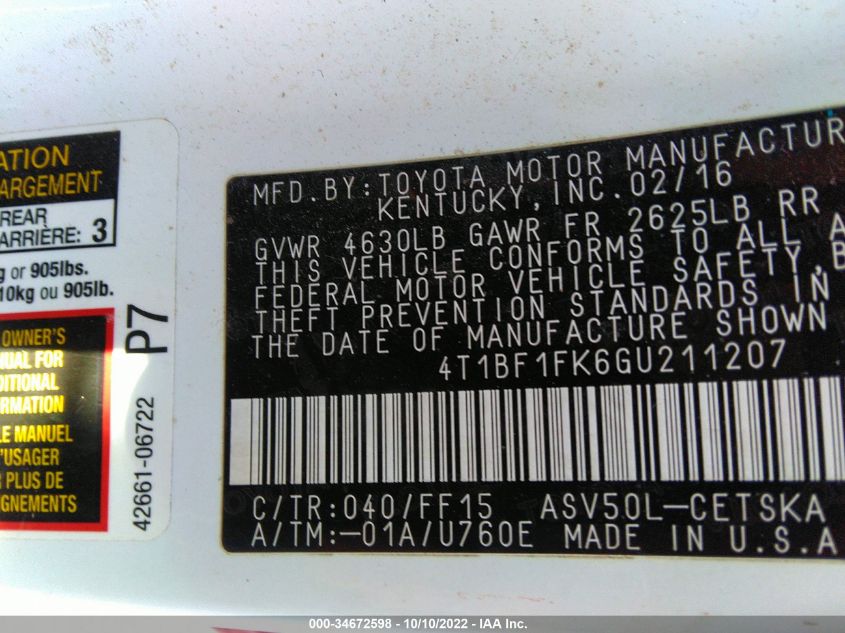 ATION
ARGEMENT
REAR
ARRIÈRE: 3
g or 905lbs.
10kg ou 905lb.
OWNER'S
NUAL FOR
DITIONAL
RMATION
LE MANUEL
'USAGER
R PLUS DE
EIGNEMENTS
P7
42661-06722
MFD.BY:TOYOTA MOTOR MANUFACTUR
KENTUCKY,INC.02/16
GVWR 4630LB GAWR FR 2625LB RR
THIS VEHICLE CONFORMS TO ALL A
FEDERAL MOTOR VEHICLE SAFETY,B
THEFT PREVENTION STANDARDS IN
THE DATE OF MANUFACTURE SHOWN
4T1BF1FK6GU211207
C/TR:040/FF15 ASV50L-CETSKA
A/TM:-01A/U760E MADE IN U.S.A
000-34672598 - 10/10/2022 - IAA Inc.